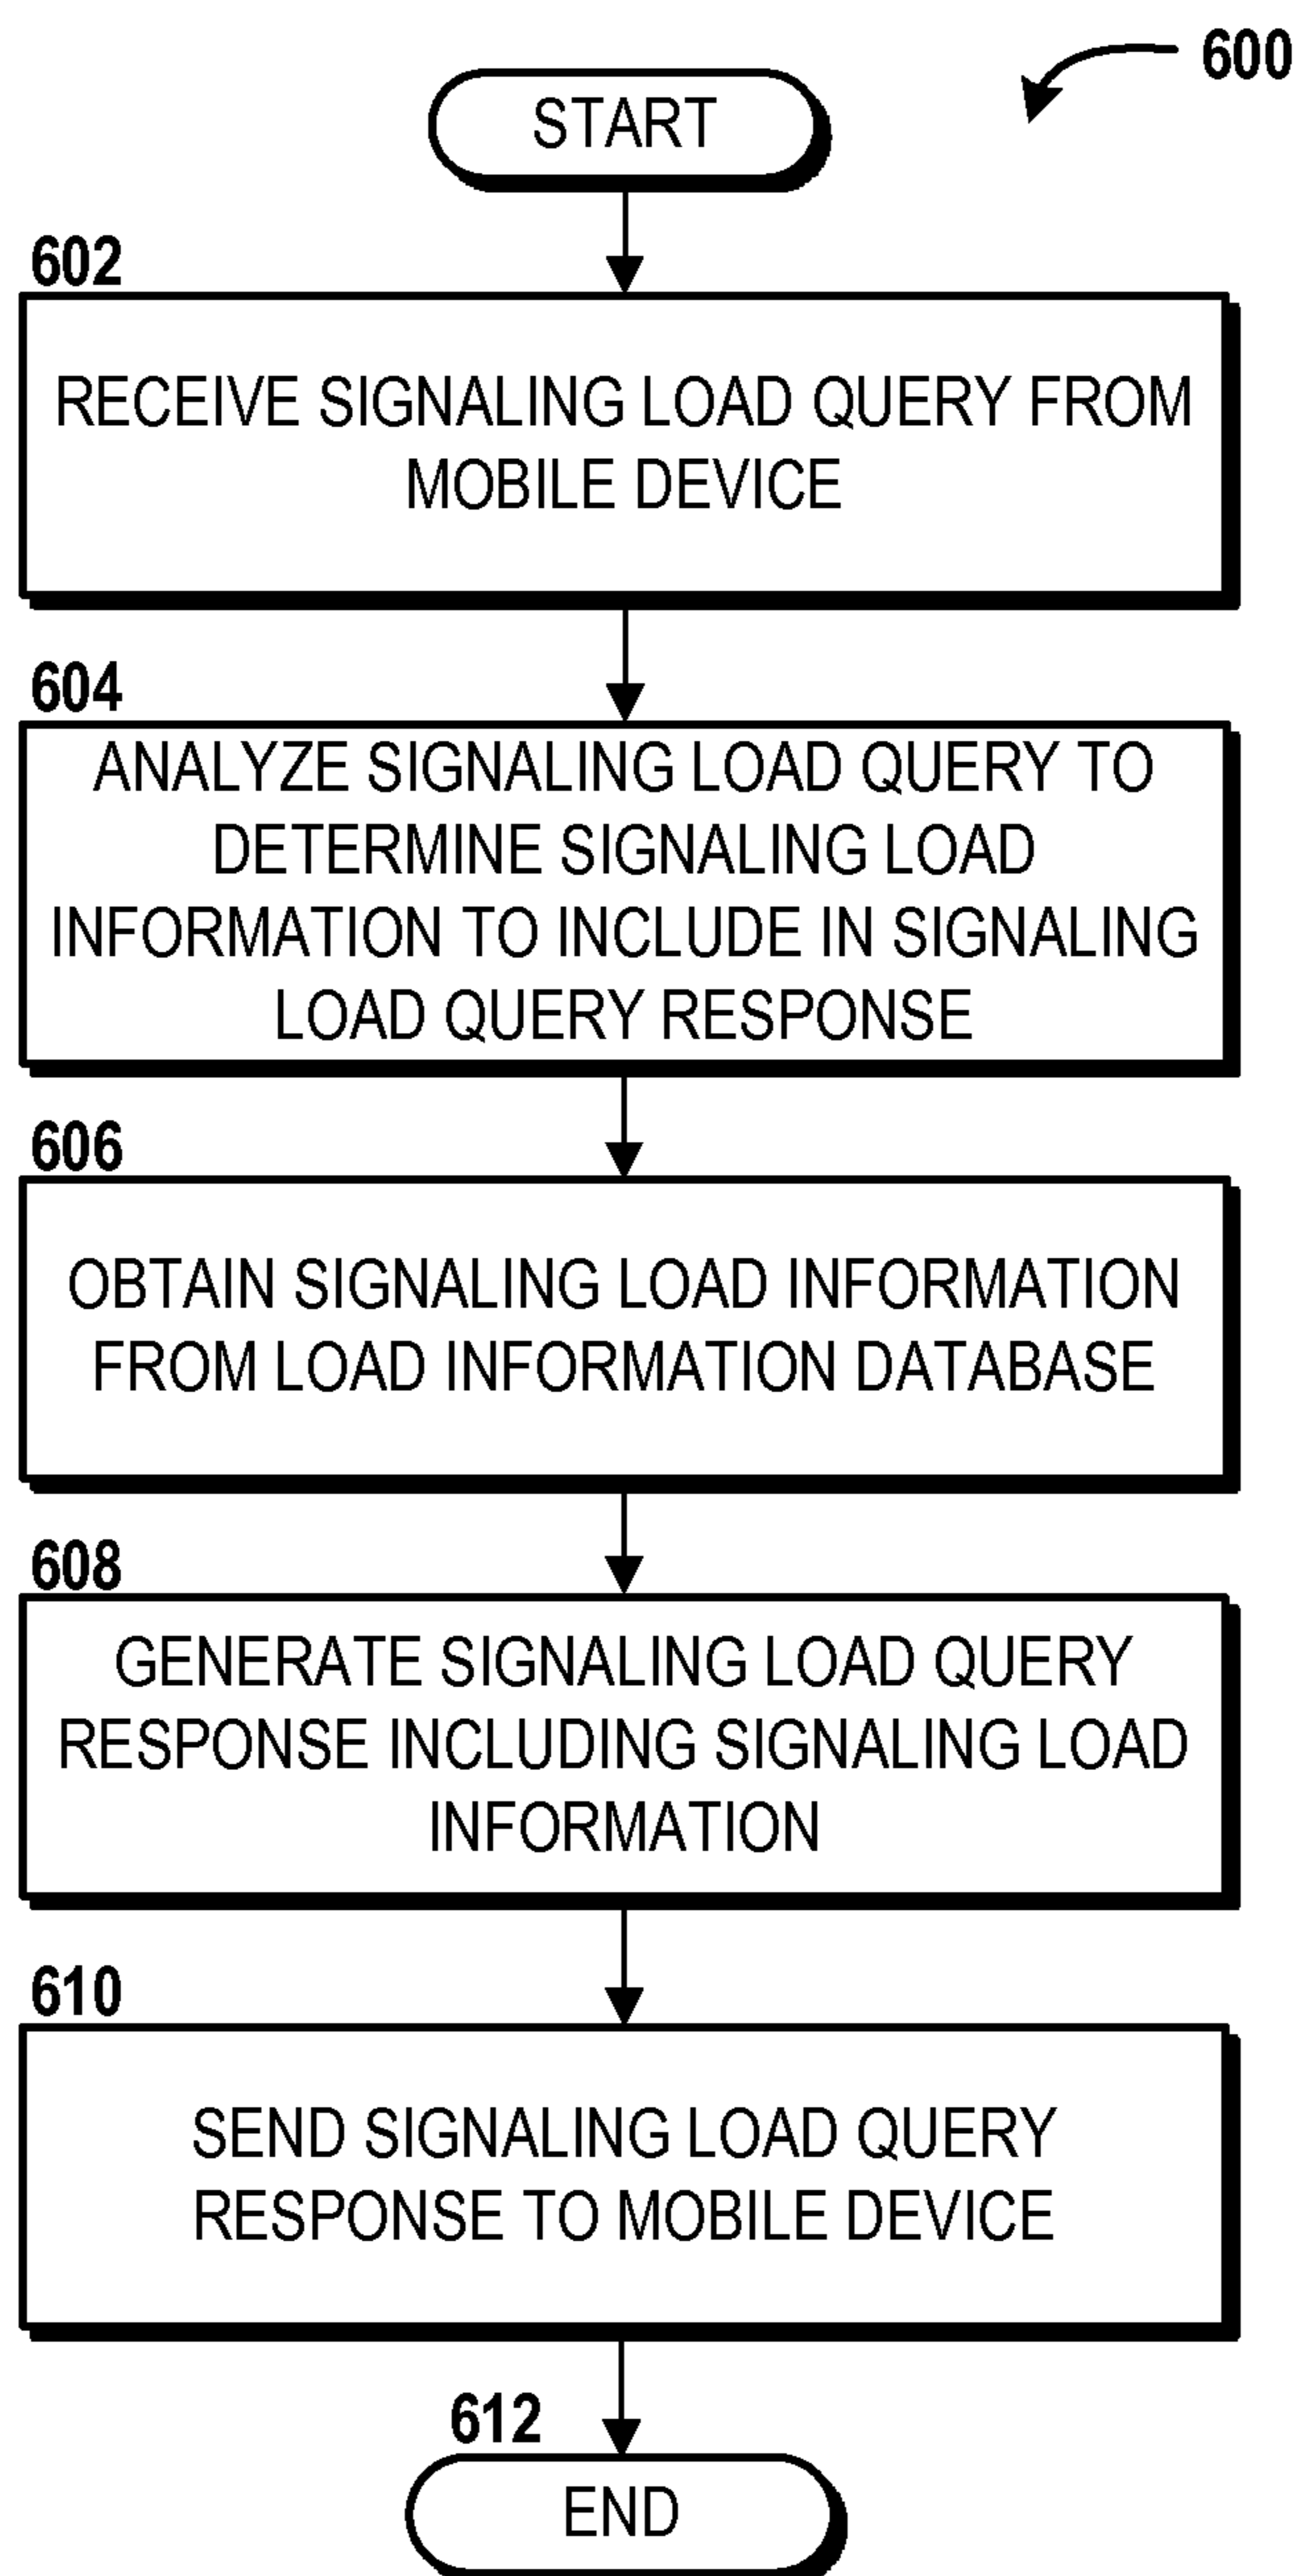 600
START
602
RECEIVE SIGNALING LOAD QUERY FROM
MOBILE DEVICE
604
ANALYZE SIGNALING LOAD QUERY TO
DETERMINE SIGNALING LOAD
INFORMATION TO INCLUDE IN SIGNALING
LOAD QUERY RESPONSE
606
OBTAIN SIGNALING LOAD INFORMATION
FROM LOAD INFORMATION DATABASE
608
GENERATE SIGNALING LOAD QUERY
RESPONSE INCLUDING SIGNALING LOAD
INFORMATION
610
SEND SIGNALING LOAD QUERY
RESPONSE TO MOBILE DEVICE
612
END